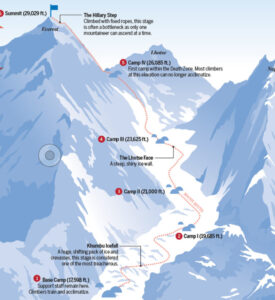 Summit (29,029 ft.)
The Hillary Step
Climbed with fixed ropes, this stage
is often a bottleneck as only one
mountaineer can ascend at a time.
Everest
Lhotse
5 Camp IV (26,085 ft.)
First camp within the Death Zone. Most climbers
at this elevation can no longer acclimatize.
4 Camp III (23,625 ft.)
The Lhotse Face
A steep, shiny ice wall.
3 Camp II (21,000 ft.)
2 Camp I (19,685 ft.)
Khumbu Icefall
A huge, shifting pack of ice and
crevasses, this stage is considered
one of the most treacherous.
1 Base Camp (17,598 ft.)
Support staff remain here.
Climbers train and acclimatize.